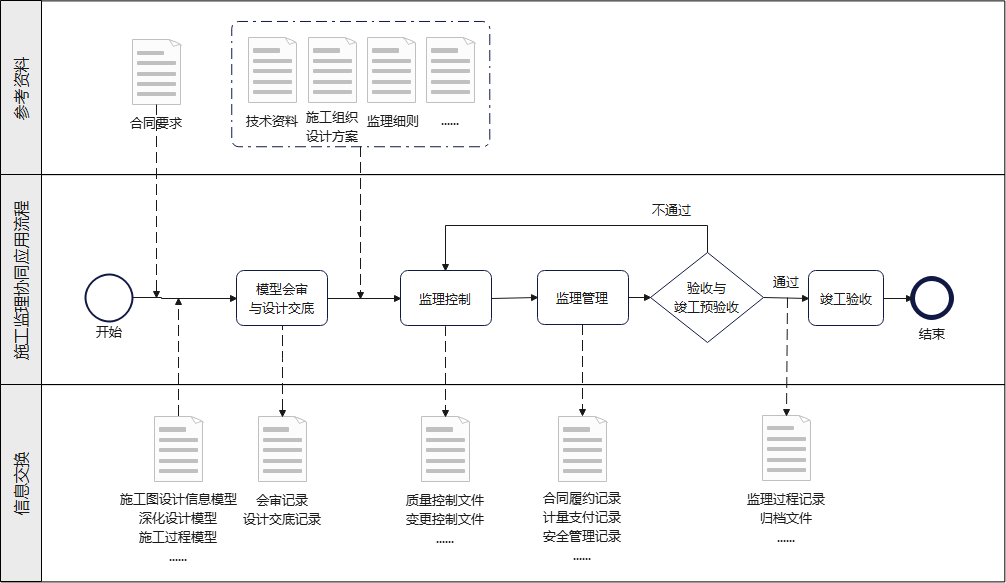 参考资料
合同要求
技术资料
施工组织
设计方案
监理细则
......
施工监理协同应用流程
开始
模型会审
与设计交底
监理控制
监理管理
不通过
验收与
竣工预验收
通过
竣工验收
结束
信息交换
施工图设计信息模型
深化设计模型
施工过程模型
......
会审记录
设计交底记录
质量控制文件
变更控制文件
......
合同履约记录
计量支付记录
安全管理记录
......
监理过程记录
归档文件
......